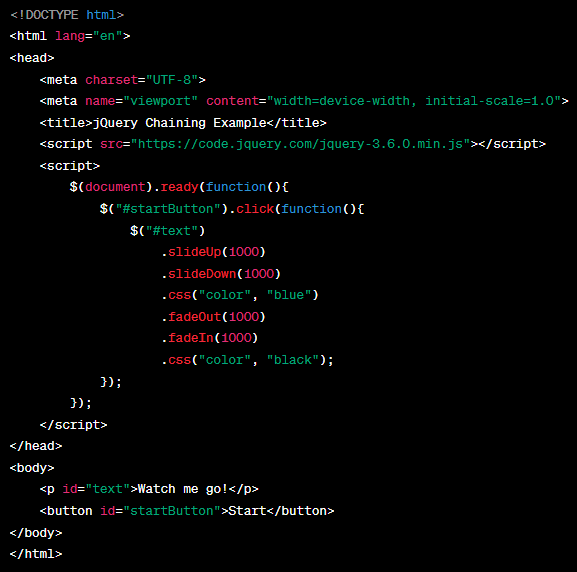 <!DOCTYPE html>
<html lang="en">
<head>
    <meta charset="UTF-8">
    <meta name="viewport" content="width=device-width, initial-scale=1.0">
    <title>jQuery Chaining Example</title>
    <script src="https://code.jquery.com/jquery-3.6.0.min.js"></script>
    <script>
        $(document).ready(function(){
            $("#startButton").click(function(){
                $("#text")
                    .slideUp(1000)
                    .slideDown(1000)
                    .css("color", "blue")
                    .fadeOut(1000)
                    .fadeIn(1000)
                    .css("color", "black");
            });
        });
    </script>
</head>
<body>
    <p id="text">Watch me go!</p>
    <button id="startButton">Start</button>
</body>
</html>